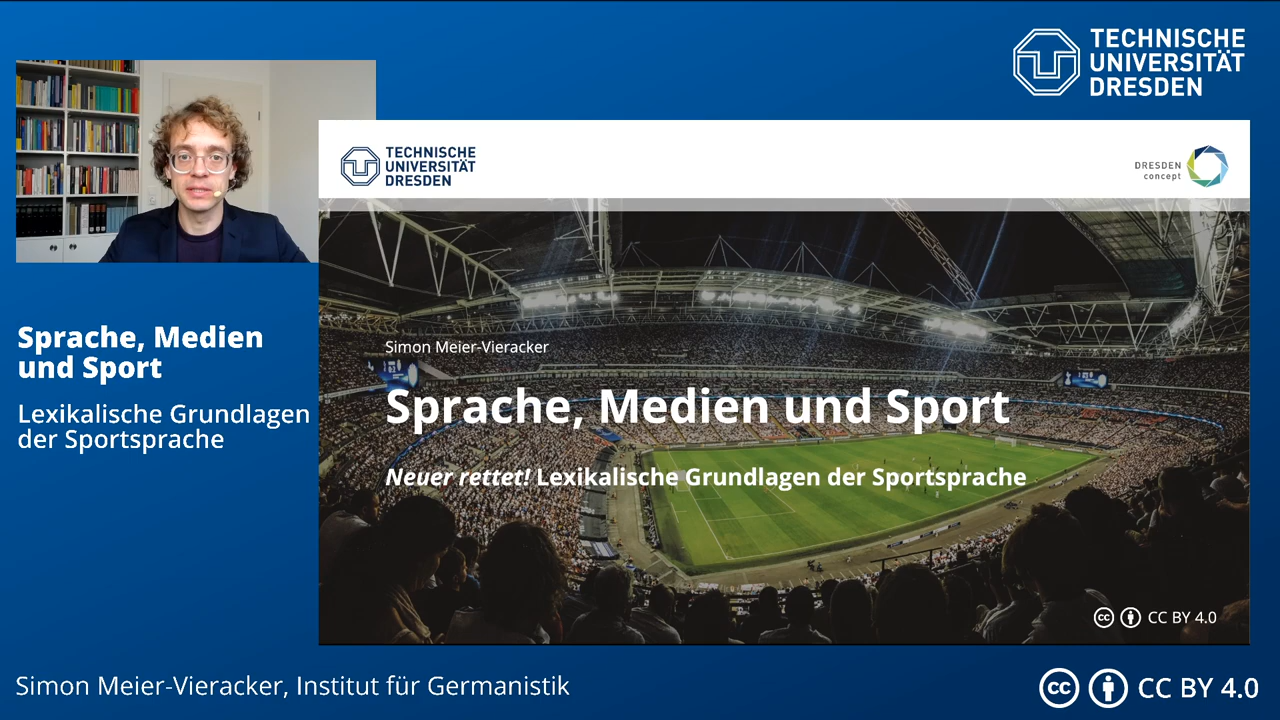 TECHNISCHE
UNIVERSITÄT
DRESDEN
TECHNISCHE
UNIVERSITÄT
DRESDEN
DRESDEN
concept
Sprache, Medien
und Sport
Lexikalische Grundlagen
der Sportsprache
Simon Meier-Vieracker
Sprache, Medien und Sport
Neuer rettet! Lexikalische Grundlagen der Sportsprache
cc CC BY 4.0
Simon Meier-Vieracker, Institut für Germanistik
cc CC BY 4.0